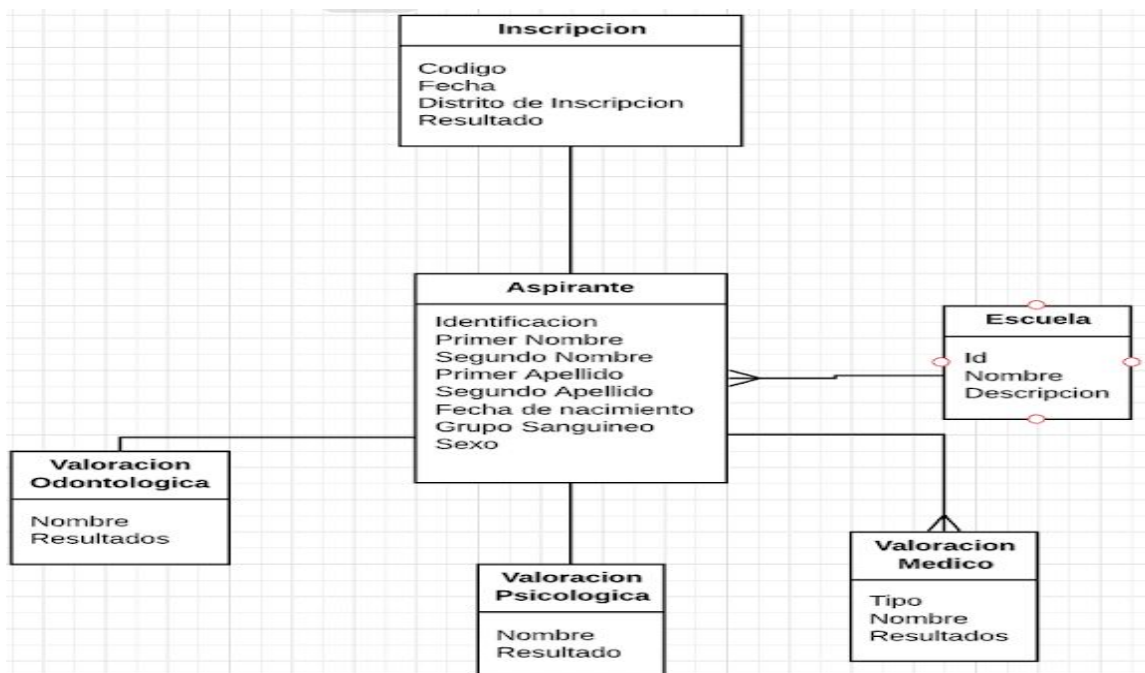 Inscripcion
Codigo
Fecha
Distrito de Inscripcion
Resultado
Aspirante
Identificacion
Primer Nombre
Segundo Nombre
Primer Apellido
Segundo Apellido
Fecha de nacimiento
Grupo Sanguineo
Sexo
Escuela
Id
Nombre
Descripcion
Valoracion
Odontologica
Nombre
Resultados
Valoracion
Psicologica
Nombre
Resultado
Valoracion
Medico
Tipo
Nombre
Resultados